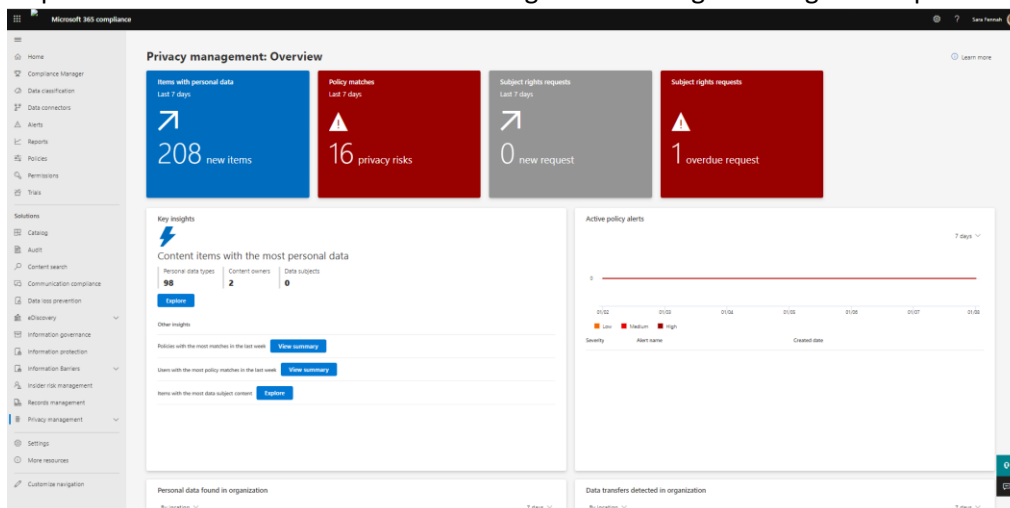 Microsoft 365 compliance
Sara Fennah
Home
Compliance Manager
Data classification
Data connectors
Alerts
Reports
Policies
Permissions
Trials
Solutions
Catalog
Audit
Content search
Communication compliance
Data loss prevention
eDiscovery
Information governance
Information protection
Information Barriers
Insider risk management
Records management
Privacy management
Settings
More resources
Customize navigation
Privacy management: Overview
Learn more
Items with personal data
Last 7 days
208 new items
Policy matches
Last 7 days
16 privacy risks
Subject rights requests
Last 7 days
0 new request
Subject rights requests
1 overdue request
Key insights
Content items with the most personal data
Personal data types Content owners Data subjects
98 2 0
Explore
Other insights
Policies with the most matches in the last week View summary
Users with the most policy matches in the last week View summary
Items with the most data subject content Explore
Active policy alerts
7 days
0
01/02 01/03 01/04 01/05 01/06 01/07 01/08
Low Medium High
Severity Alert name Created date
Personal data found in organization
By location 7 days
Data transfers detected in organization
By location 7 days